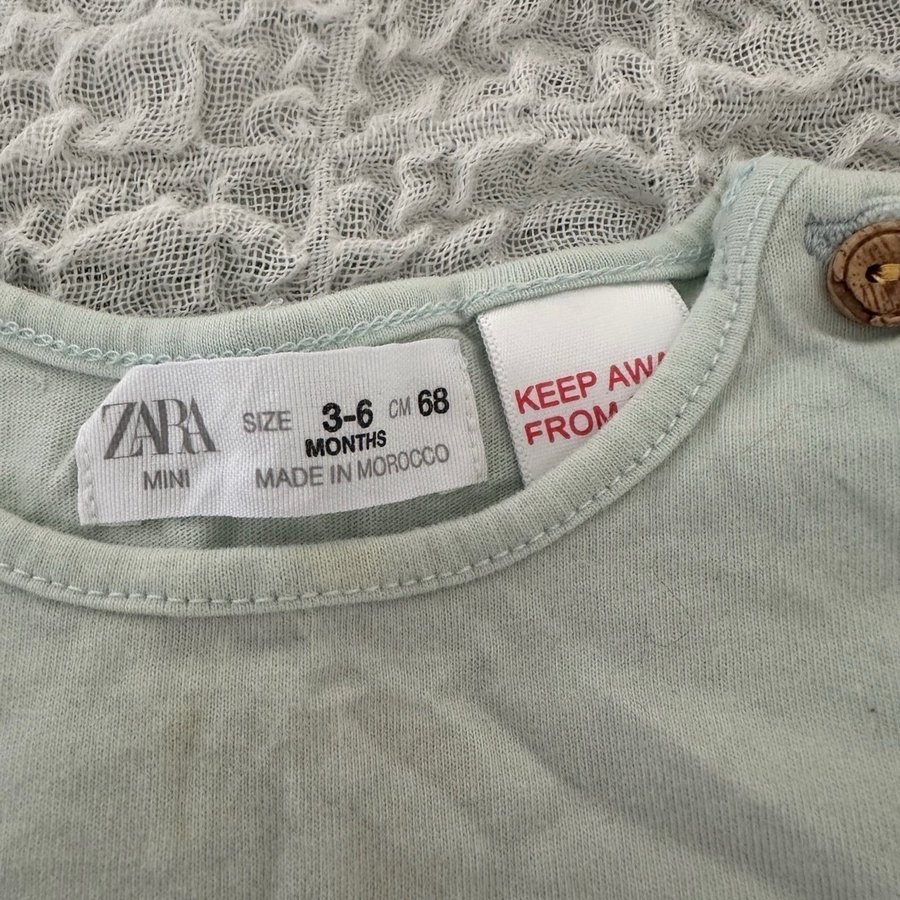 ZARA
MINI
SIZE 3-6 CM 68
MONTHS
MADE IN MOROCCO
KEEP AWA
FROM